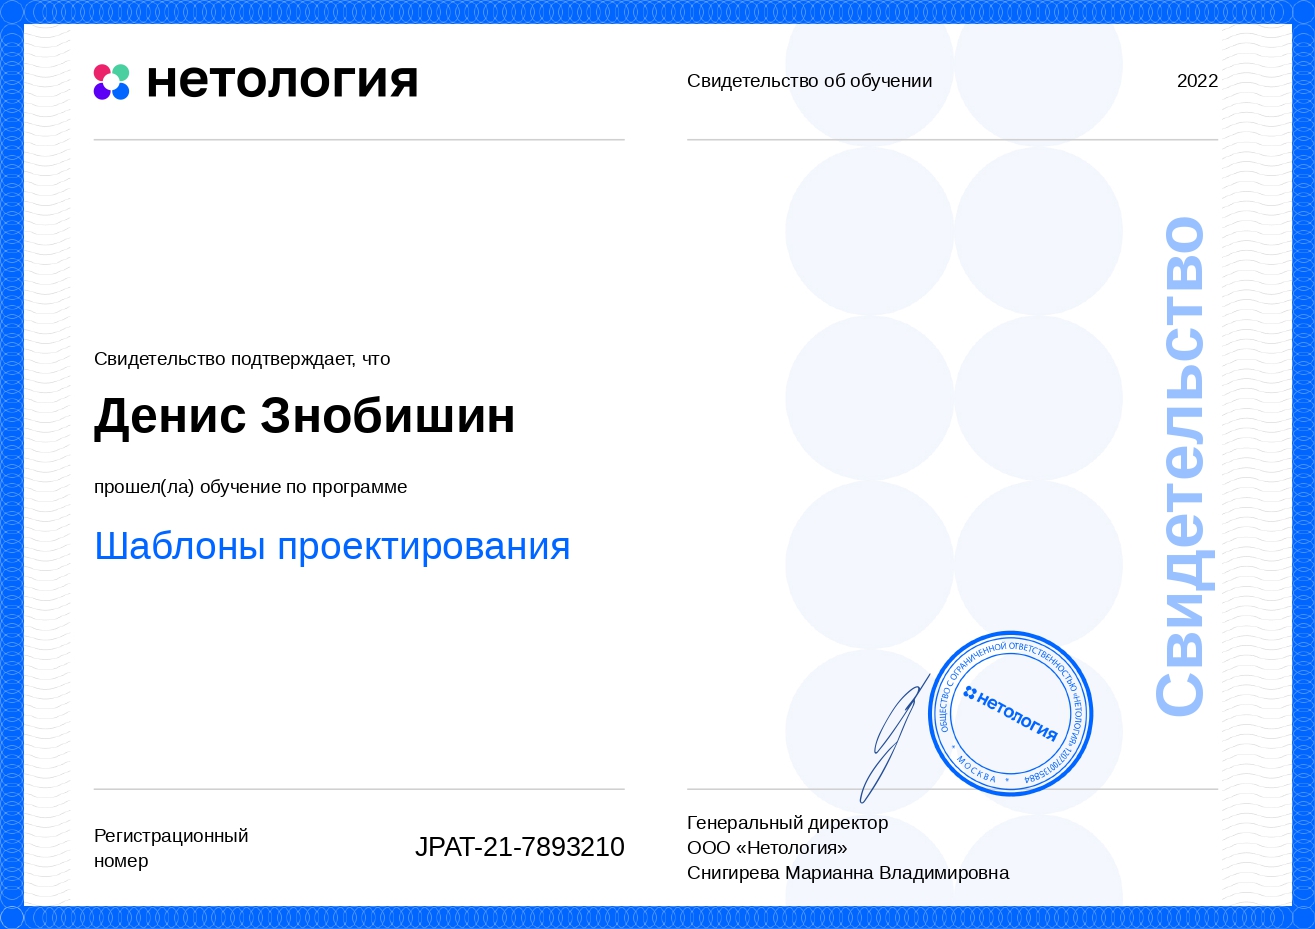 нетология
Свидетельство об обучении
2022
Свидетельство подтверждает, что
Денис Знобишин
прошел(ла) обучение по программе
Шаблоны проектирования
Свидетельство
ОБЩЕСТВО С ОГРАНИЧЕННОЙ ОТВЕТСТВЕННОСТЬЮ «НЕТОЛОГИЯ» 1207700135884
* МОСКВА *
нетология
Регистрационный
номер
JPAT-21-7893210
Генеральный директор
ООО «Нетология»
Снигирева Марианна Владимировна